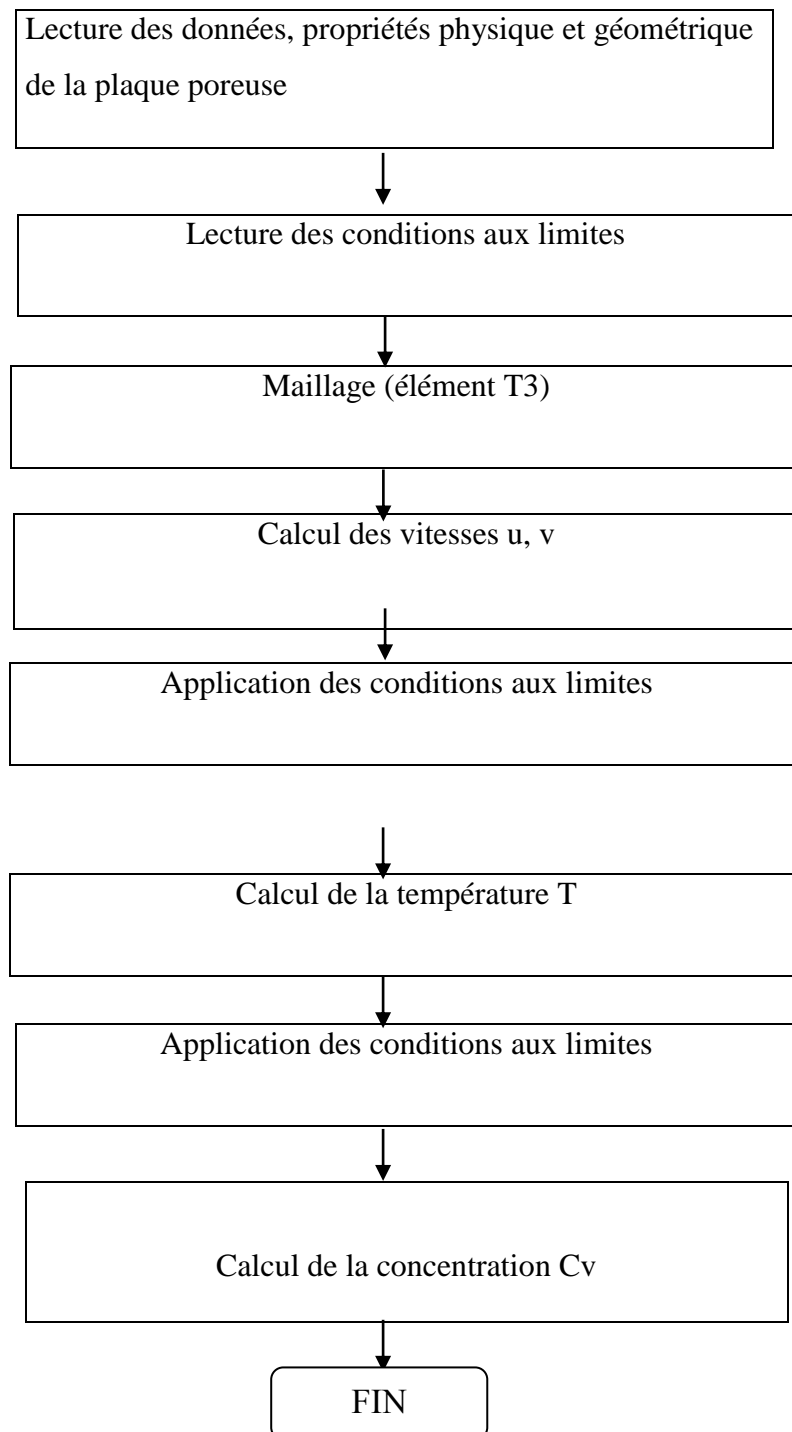 Lecture des données, propriétés physique et géométrique
de la plaque poreuse
Lecture des conditions aux limites
Maillage (élément T3)
Calcul des vitesses u, v
Application des conditions aux limites
Calcul de la température T
Application des conditions aux limites
Calcul de la concentration Cv
FIN